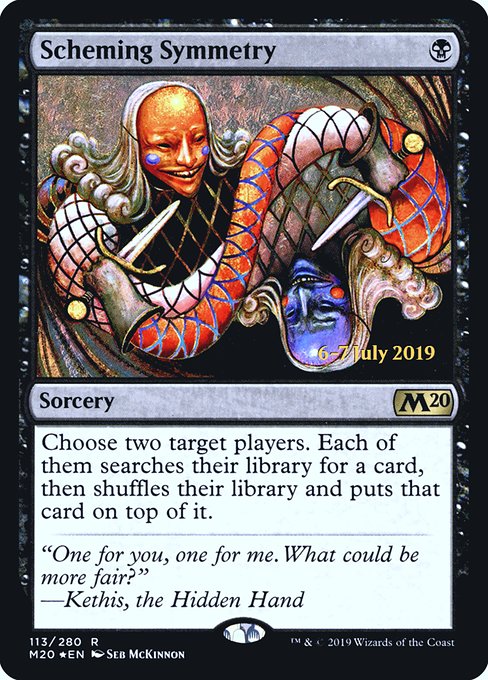 Scheming Symmetry
6–7 July 2019
Sorcery
M20
Choose two target players. Each of
them searches their library for a card,
then shuffles their library and puts that
card on top of it.
“One for you, one for me. What could be
more fair?”
—Kethis, the Hidden Hand
113/280 R
M20 ★ EN Seb McKinnon
™ & © 2019 Wizards of the Coast